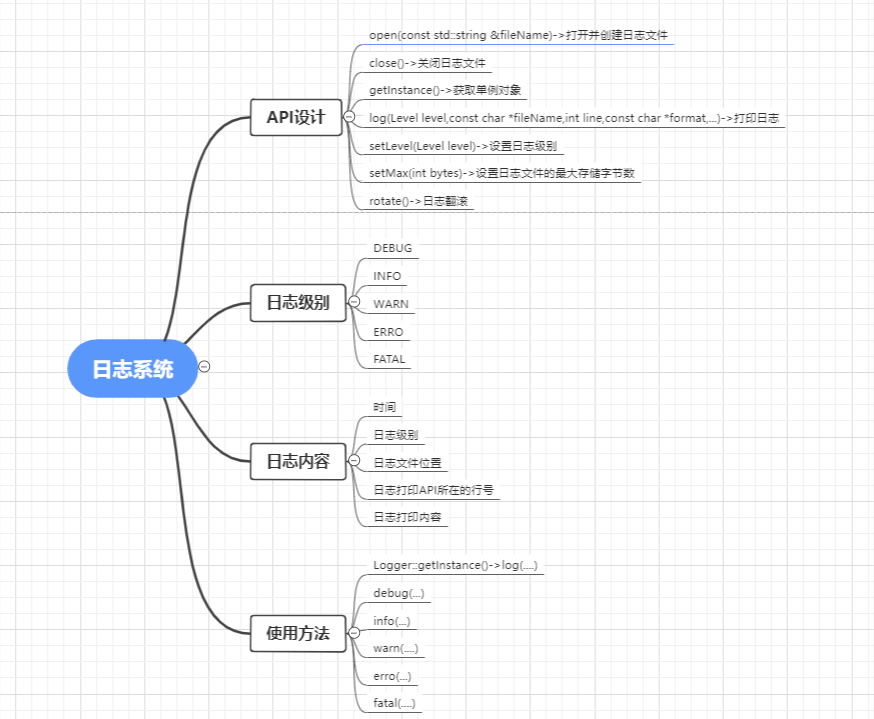 日志系统
API设计
open(const std::string &fileName)->打开并创建日志文件
close()->关闭日志文件
getInstance()->获取单例对象
log(Level level,const char *fileName,int line,const char *format,...)->打印日志
setLevel(Level level)->设置日志级别
setMax(int bytes)->设置日志文件的最大存储字节数
rotate()->日志翻滚
日志级别
DEBUG
INFO
WARN
ERRO
FATAL
日志内容
时间
日志级别
日志文件位置
日志打印API所在的行号
日志打印内容
使用方法
Logger::getInstance()->log(....)
debug(...)
info(...)
warn(....)
erro(...)
fatal(....)